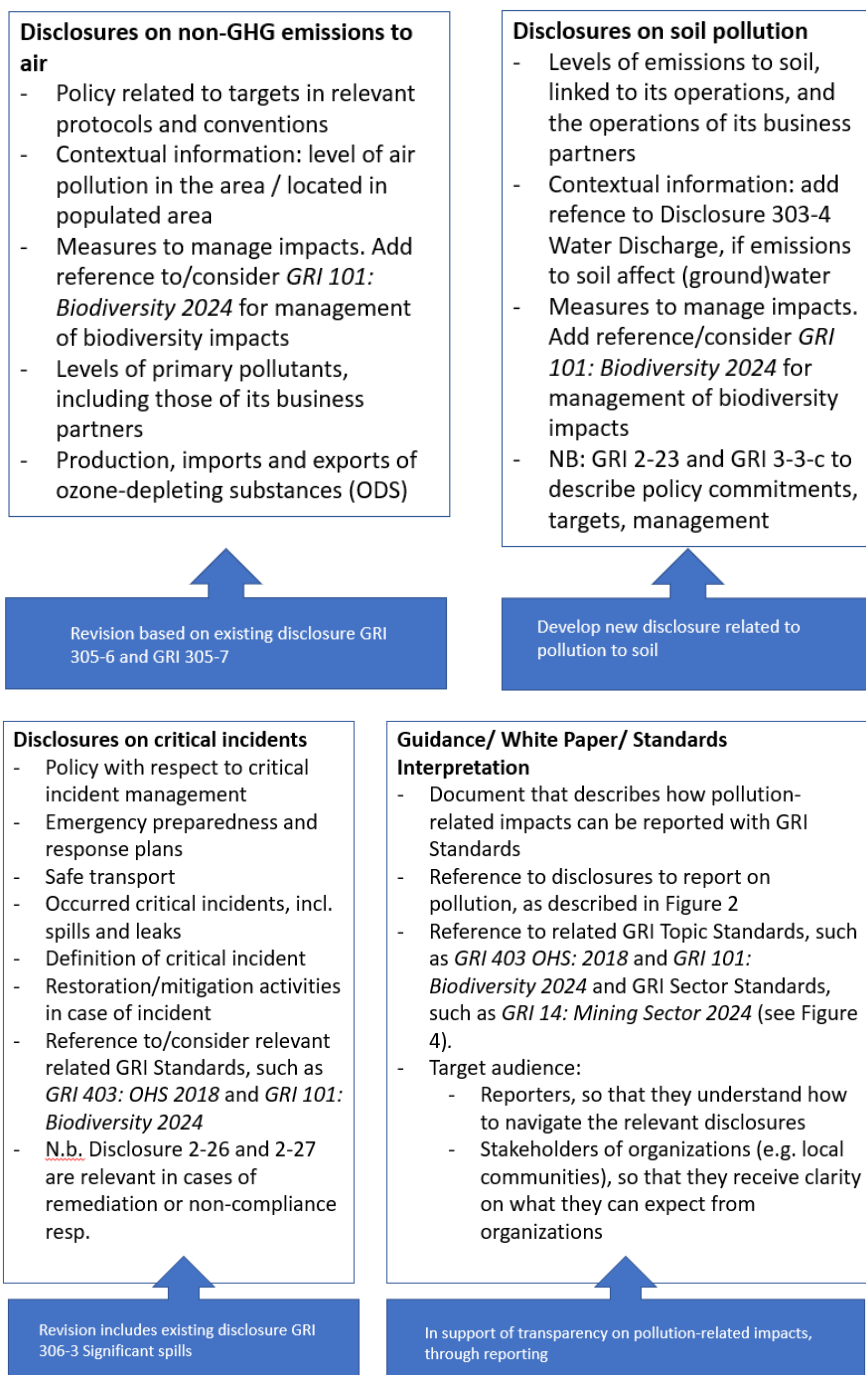 Disclosures on non-GHG emissions to
air
- Policy related to targets in relevant
protocols and conventions
- Contextual information: level of air
pollution in the area / located in
populated area
- Measures to manage impacts. Add
reference to/consider GRI 101:
Biodiversity 2024 for management
of biodiversity impacts
- Levels of primary pollutants,
including those of its business
partners
- Production, imports and exports of
ozone-depleting substances (ODS)
Revision based on existing disclosure GRI
305-6 and GRI 305-7
Disclosures on soil pollution
- Levels of emissions to soil,
linked to its operations, and
the operations of its business
partners
- Contextual information: add
refence to Disclosure 303-4
Water Discharge, if emissions
to soil affect (ground)water
- Measures to manage impacts.
Add reference/consider GRI
101: Biodiversity 2024 for
management of biodiversity
impacts
- NB: GRI 2-23 and GRI 3-3-c to
describe policy commitments,
targets, management
Develop new disclosure related to
pollution to soil
Disclosures on critical incidents
- Policy with respect to critical
incident management
- Emergency preparedness and
response plans
- Safe transport
- Occurred critical incidents, incl.
spills and leaks
- Definition of critical incident
- Restoration/mitigation activities
in case of incident
- Reference to/consider relevant
related GRI Standards, such as
GRI 403: OHS 2018 and GRI 101:
Biodiversity 2024
- N.b. Disclosure 2-26 and 2-27
are relevant in cases of
remediation or non-compliance
resp.
Revision includes existing disclosure GRI
306-3 Significant spills
Guidance/ White Paper/ Standards
Interpretation
- Document that describes how pollution-
related impacts can be reported with GRI
Standards
- Reference to disclosures to report on
pollution, as described in Figure 2
- Reference to related GRI Topic Standards, such
as GRI 403 OHS: 2018 and GRI 101:
Biodiversity 2024 and GRI Sector Standards,
such as GRI 14: Mining Sector 2024 (see Figure
4).
- Target audience:
- Reporters, so that they understand how
to navigate the relevant disclosures
- Stakeholders of organizations (e.g. local
communities), so that they receive clarity
on what they can expect from
organizations
In support of transparency on pollution-related impacts,
through reporting